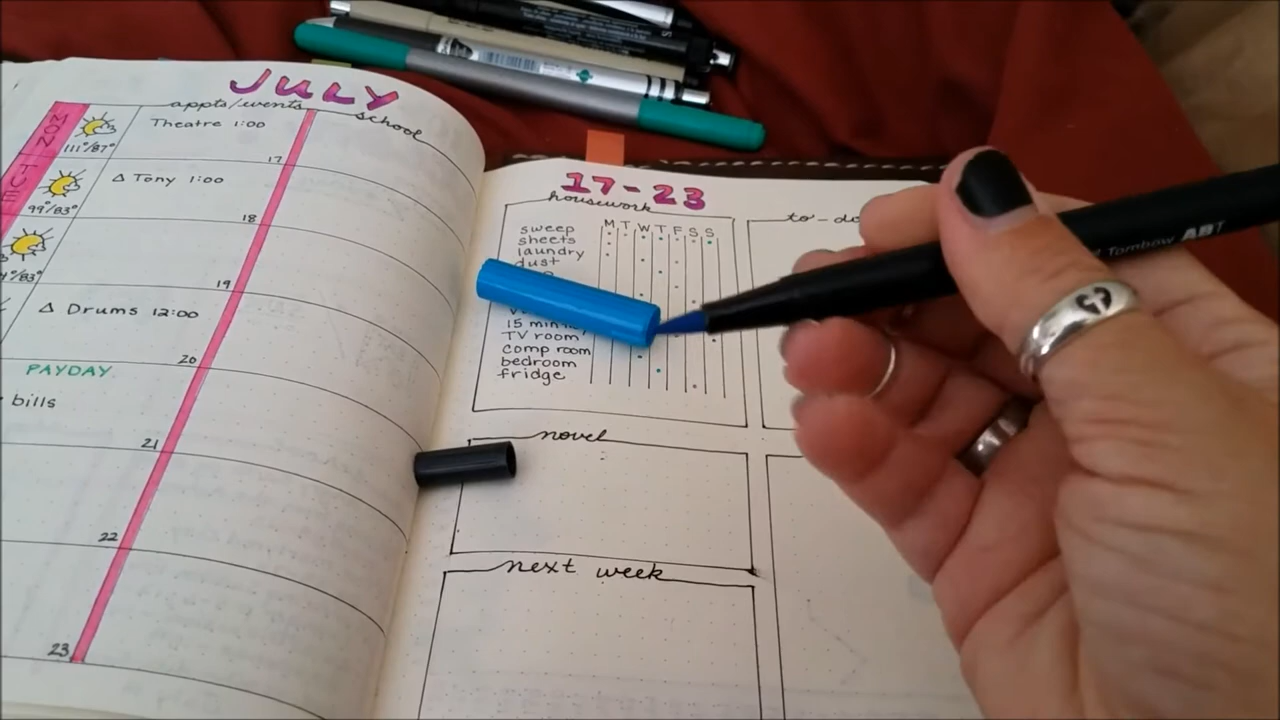 JULY
appts/events
school
MON
TUE
Theatre 1:00
111°/87°
17
Δ Tony 1:00
99°/83°
18
/83°
19
Δ Drums 12:00
20
PAYDAY
bills
21
22
23
17-23
housework
M T W T F S S
sweep
sheets
laundry
dust
15 min
TV room
comp room
bedroom
fridge
to-do
novel
next week
Tombow ABT